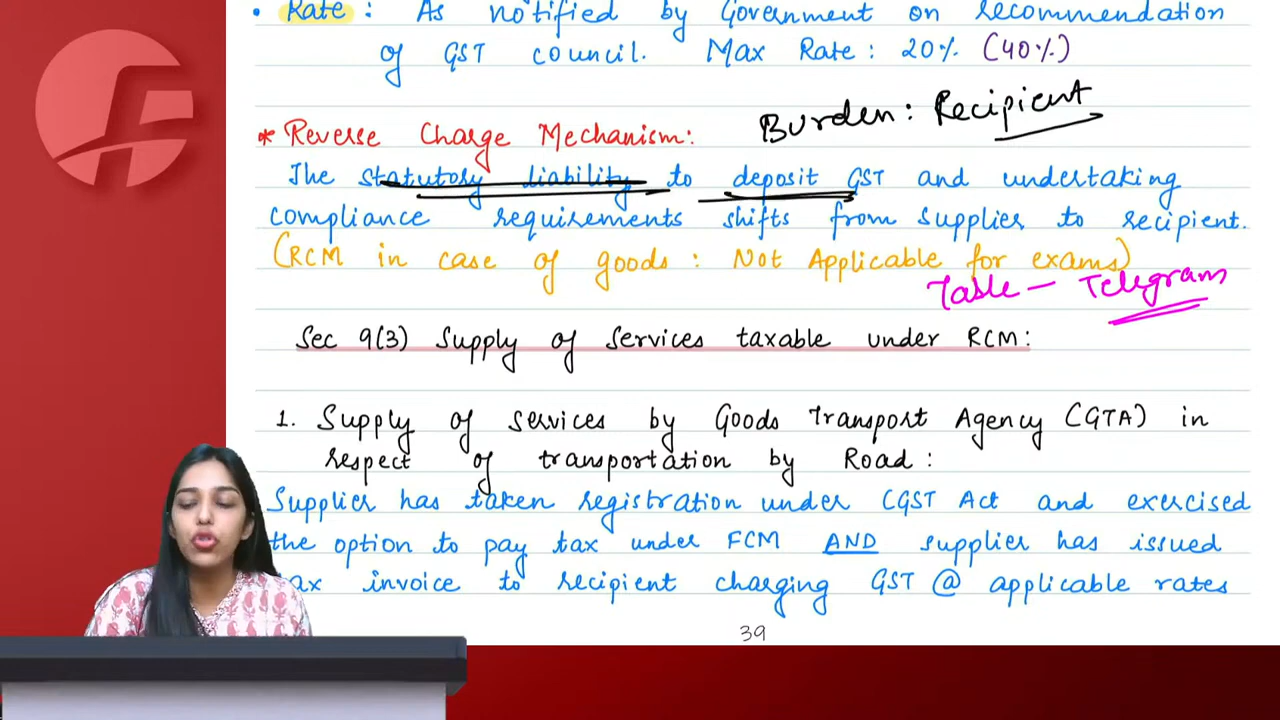 • Rate : As notified by Government on recommendation
of GST council. Max Rate : 20% (40%)
Burden : Recipient
* Reverse Charge Mechanism:
The statutory liability to deposit GST and undertaking
compliance requirements shifts from supplier to recipient.
(RCM in case of goods : Not Applicable for exams)
Table - Telegram
Sec 9(3) Supply of Services taxable under RCM:
1. Supply of services by Goods Transport Agency (GTA) in
respect of transportation by Road :
Supplier has taken registration under CGST Act and exercised
the option to pay tax under FCM AND supplier has issued
tax invoice to recipient charging GST @ applicable rates
39